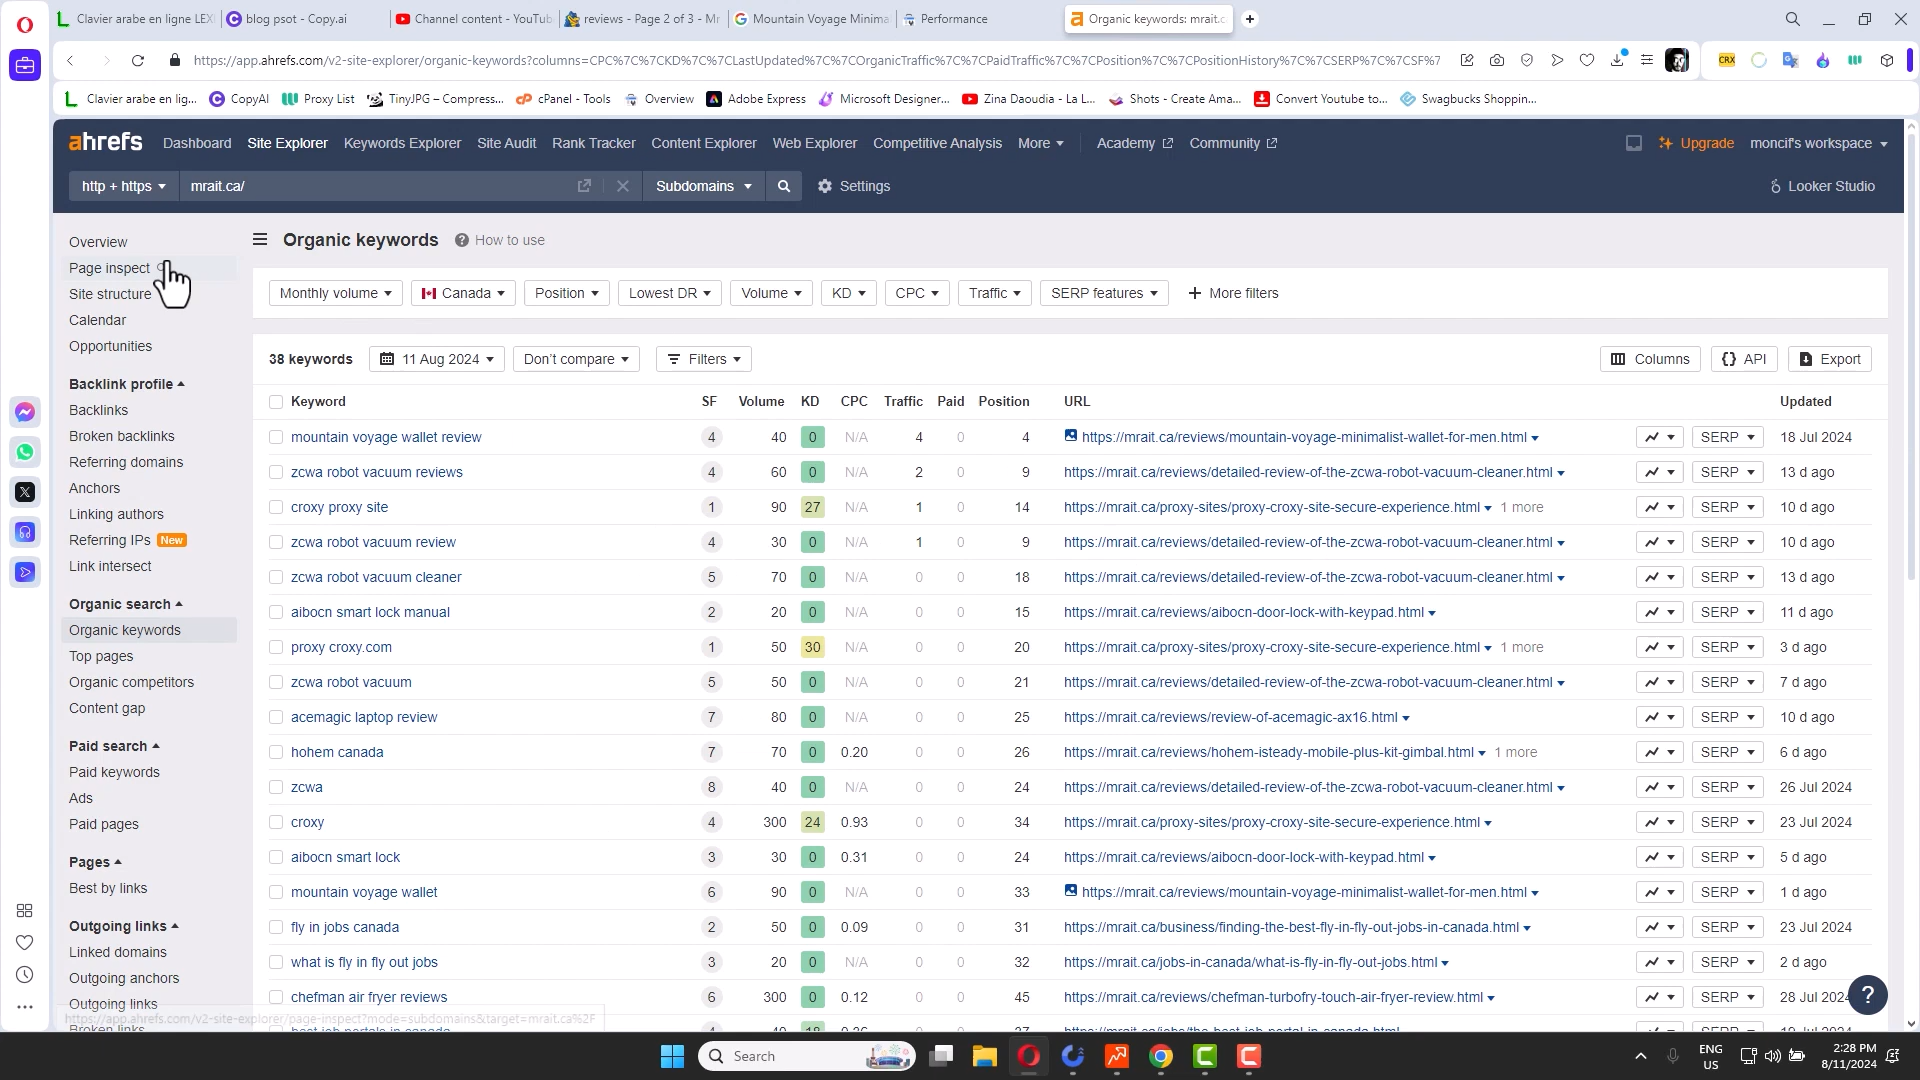 Clavier arabe en ligne LEX
blog psot - Copy.ai
Channel content - YouTub
reviews - Page 2 of 3 - Mr
Mountain Voyage Minima
Performance
Organic keywords: mrait.c
https://app.ahrefs.com/v2-site-explorer/organic-keywords?columns=CPC%7C%7CKD%7C%7CLastUpdated%7C%7COrganicTraffic%7C%7CPaidTraffic%7C%7CPosition%7C%7CPositionHistory%7C%7CSERP%7C%7CSF%7
CRX
Clavier arabe en lig...
CopyAI
Proxy List
TinyJPG – Compress...
cPanel - Tools
Overview
Adobe Express
Microsoft Designer...
Zina Daoudia - La L...
Shots - Create Ama...
Convert Youtube to...
Swagbucks Shoppin...
ahrefs Dashboard Site Explorer Keywords Explorer Site Audit Rank Tracker Content Explorer Web Explorer Competitive Analysis More Academy Community Upgrade moncif's workspace
http + https mrait.ca/ Subdomains Settings Looker Studio
Overview
Page inspect
Site structure
Calendar
Opportunities
Backlink profile
Backlinks
Broken backlinks
Referring domains
Anchors
Linking authors
Referring IPs New
Link intersect
Organic search
Organic keywords
Top pages
Organic competitors
Content gap
Paid search
Paid keywords
Ads
Paid pages
Pages
Best by links
Outgoing links
Linked domains
Outgoing anchors
Outgoing links
Broken links
https://app.ahrefs.com/v2-site-explorer/page-inspect?mode=subdomains&target=mrait.ca%2F
Organic keywords ? How to use
Monthly volume Canada Position Lowest DR Volume KD CPC Traffic SERP features + More filters
38 keywords 11 Aug 2024 Don't compare Filters Columns {} API Export
Keyword SF Volume KD CPC Traffic Paid Position URL Updated
mountain voyage wallet review 4 40 0 N/A 4 0 4 https://mrait.ca/reviews/mountain-voyage-minimalist-wallet-for-men.html SERP 18 Jul 2024
zcwa robot vacuum reviews 4 60 0 N/A 2 0 9 https://mrait.ca/reviews/detailed-review-of-the-zcwa-robot-vacuum-cleaner.html SERP 13 d ago
croxy proxy site 1 90 27 N/A 1 0 14 https://mrait.ca/proxy-sites/proxy-croxy-site-secure-experience.html 1 more SERP 10 d ago
zcwa robot vacuum review 4 30 0 N/A 1 0 9 https://mrait.ca/reviews/detailed-review-of-the-zcwa-robot-vacuum-cleaner.html SERP 10 d ago
zcwa robot vacuum cleaner 5 70 0 N/A 0 0 18 https://mrait.ca/reviews/detailed-review-of-the-zcwa-robot-vacuum-cleaner.html SERP 13 d ago
aibocn smart lock manual 2 20 0 N/A 0 0 15 https://mrait.ca/reviews/aibocn-door-lock-with-keypad.html SERP 11 d ago
proxy croxy.com 1 50 30 N/A 0 0 20 https://mrait.ca/proxy-sites/proxy-croxy-site-secure-experience.html 1 more SERP 3 d ago
zcwa robot vacuum 5 50 0 N/A 0 0 21 https://mrait.ca/reviews/detailed-review-of-the-zcwa-robot-vacuum-cleaner.html SERP 7 d ago
acemagic laptop review 7 80 0 N/A 0 0 25 https://mrait.ca/reviews/review-of-acemagic-ax16.html SERP 10 d ago
hohem canada 7 70 0 0.20 0 0 26 https://mrait.ca/reviews/hohem-isteady-mobile-plus-kit-gimbal.html 1 more SERP 6 d ago
zcwa 8 40 0 N/A 0 0 24 https://mrait.ca/reviews/detailed-review-of-the-zcwa-robot-vacuum-cleaner.html SERP 26 Jul 2024
croxy 4 300 24 0.93 0 0 34 https://mrait.ca/proxy-sites/proxy-croxy-site-secure-experience.html SERP 23 Jul 2024
aibocn smart lock 3 30 0 0.31 0 0 24 https://mrait.ca/reviews/aibocn-door-lock-with-keypad.html SERP 5 d ago
mountain voyage wallet 6 90 0 N/A 0 0 33 https://mrait.ca/reviews/mountain-voyage-minimalist-wallet-for-men.html SERP 1 d ago
fly in jobs canada 2 50 0 0.09 0 0 31 https://mrait.ca/business/finding-the-best-fly-in-fly-out-jobs-in-canada.html SERP 23 Jul 2024
what is fly in fly out jobs 3 20 0 N/A 0 0 32 https://mrait.ca/jobs-in-canada/what-is-fly-in-fly-out-jobs.html SERP 2 d ago
chefman air fryer reviews 6 300 0 0.12 0 0 45 https://mrait.ca/reviews/chefman-turbofry-touch-air-fryer-review.html SERP 28 Jul 2024
?
Search
ENG
US
2:28 PM
8/11/2024